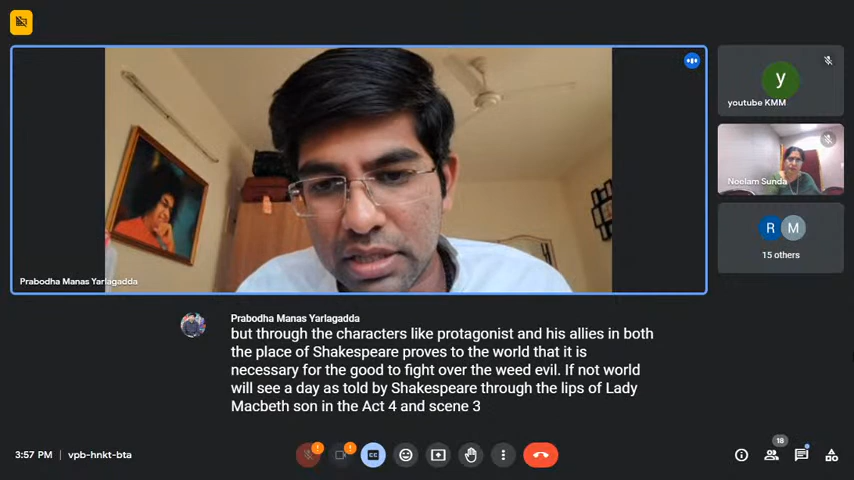 y
youtube KMM
Noelam Sunda
R M
15 others
Prabodha Manas Yarlagadda
Prabodha Manas Yarlagadda
but through the characters like protagonist and his allies in both
the place of Shakespeare proves to the world that it is
necessary for the good to fight over the weed evil. If not world
will see a day as told by Shakespeare through the lips of Lady
Macbeth son in the Act 4 and scene 3
18
3:57 PM | vpb-hnkt-bta
! ! CC